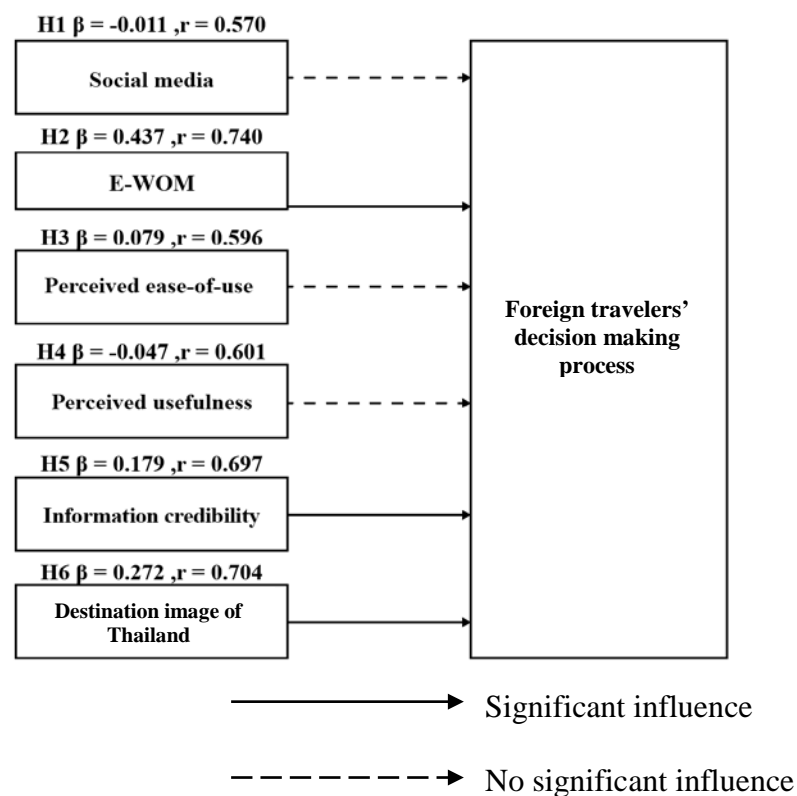 H1 β = -0.011 ,r = 0.570
Social media
H2 β = 0.437 ,r = 0.740
E-WOM
H3 β = 0.079 ,r = 0.596
Perceived ease-of-use
H4 β = -0.047 ,r = 0.601
Perceived usefulness
H5 β = 0.179 ,r = 0.697
Information credibility
H6 β = 0.272 ,r = 0.704
Destination image of
Thailand
Foreign travelers’
decision making
process
Significant influence
No significant influence